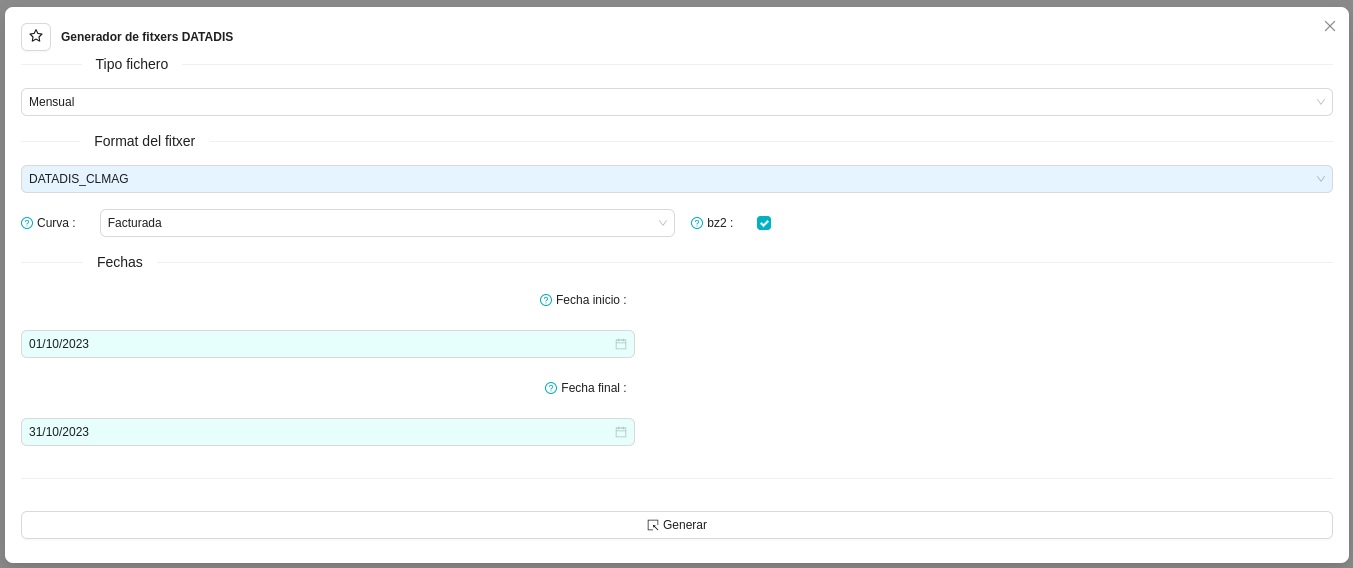 Generador de fitxers DATADIS
Tipo fichero
Mensual
Format del fitxer
DATADIS_CLMAG
Curva : Facturada bz2 :
Fechas
Fecha inicio :
01/10/2023
Fecha final :
31/10/2023
Generar